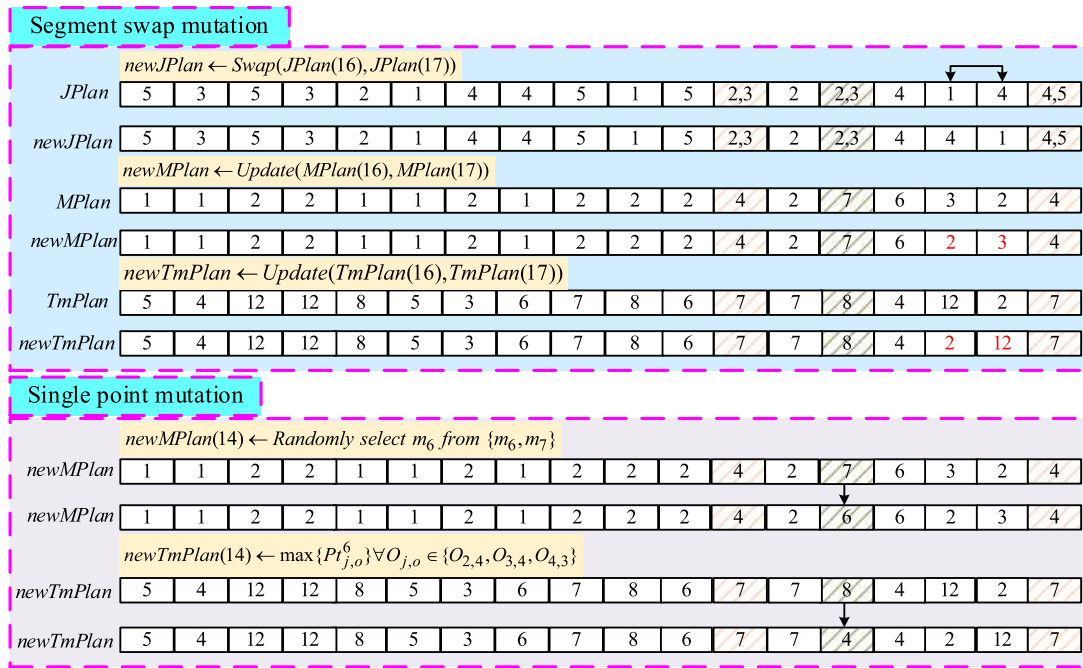 Segment swap mutation
newJPlan ← Swap(JPlan(16), JPlan(17))
JPlan 5 3 5 3 2 1 4 4 5 1 5 2,3 2 2,3 4 1 4 4,5
newJPlan 5 3 5 3 2 1 4 4 5 1 5 2,3 2 2,3 4 4 1 4,5
newMPlan ← Update(MPlan(16), MPlan(17))
MPlan 1 1 2 2 1 1 2 1 2 2 2 4 2 7 6 3 2 4
newMPlan 1 1 2 2 1 1 2 1 2 2 2 4 2 7 6 2 3 4
newTmPlan ← Update(TmPlan(16), TmPlan(17))
TmPlan 5 4 12 12 8 5 3 6 7 8 6 7 7 8 4 12 2 7
newTmPlan 5 4 12 12 8 5 3 6 7 8 6 7 7 8 4 2 12 7
Single point mutation
newMPlan(14) ← Randomly select m₆ from {m₆, m₇}
newMPlan 1 1 2 2 1 1 2 1 2 2 2 4 2 7 6 3 2 4
newMPlan 1 1 2 2 1 1 2 1 2 2 2 4 2 6 6 2 3 4
newTmPlan(14) ← max{Pt⁶_{j,o}}∀O_{j,o} ∈ {O_{2,4}, O_{3,4}, O_{4,3}}
newTmPlan 5 4 12 12 8 5 3 6 7 8 6 7 7 8 4 12 2 7
newTmPlan 5 4 12 12 8 5 3 6 7 8 6 7 7 4 4 2 12 7